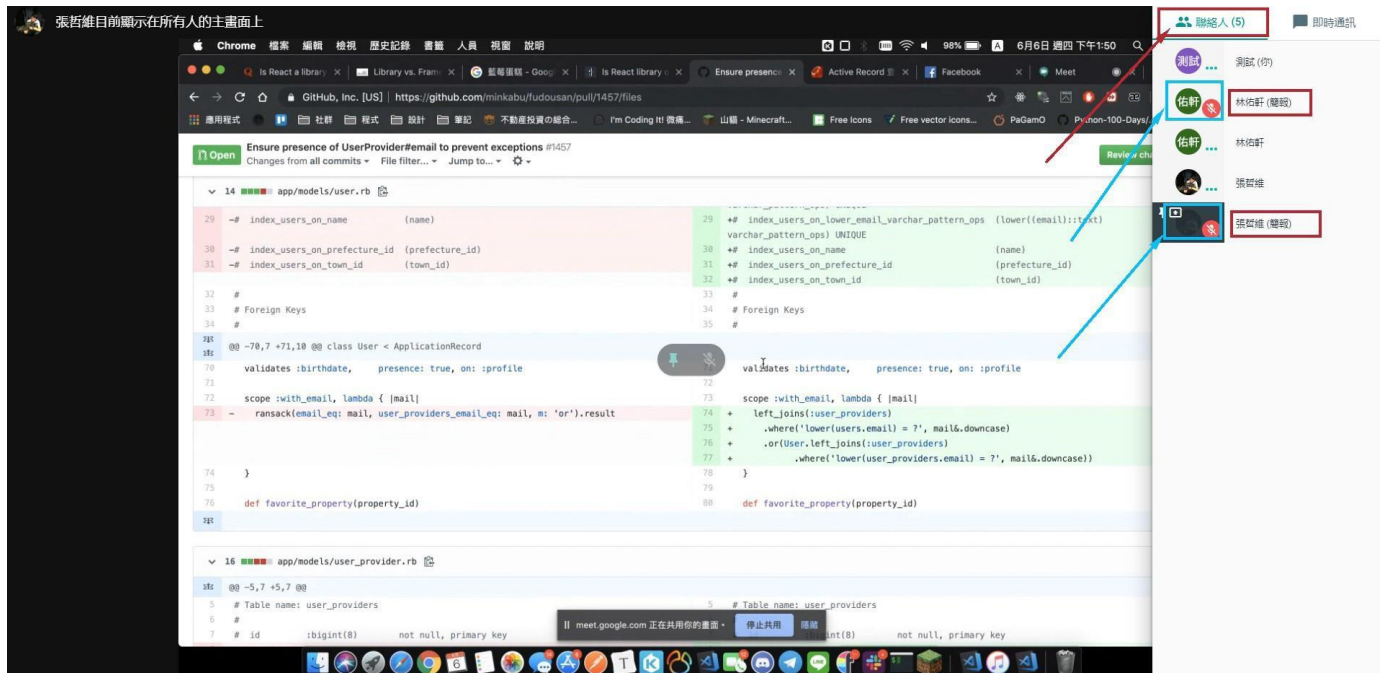 張哲維目前顯示在所有人的主畫面上
聯絡人 (5)
即時通訊
測試
測試 (你)
佑軒
林佑軒 (簡報)
佑軒
林佑軒
張哲維
張哲維 (簡報)
Chrome 檔案 編輯 檢視 歷史記錄 書籤 人員 視窗 說明
98% A 6月6日 週四 下午1:50
Is React a library
Library vs. Frame
藍莓蛋糕 - Goog
Is React library o
Ensure presence
Active Record
Facebook
Meet
GitHub, Inc. [US] | https://github.com/minkabu/fudousan/pull/1457/files
應用程式 社群 程式 設計 筆記 不動産投資の総合... I'm Coding It! 微痛... 山貓 - Minecraft... Free Icons Free vector icons... PaGamO Python-100-Days/
Open
Ensure presence of UserProvider#email to prevent exceptions #1457
Changes from all commits File filter... Jump to...
14 app/models/user.rb
29 -# index_users_on_name (name)
30 -# index_users_on_prefecture_id (prefecture_id)
31 -# index_users_on_town_id (town_id)
32 #
33 # Foreign Keys
34 #
@@ -70,7 +71,10 @@ class User < ApplicationRecord
70 validates :birthdate, presence: true, on: :profile
71
72 scope :with_email, lambda { |mail|
73 - ransack(email_eq: mail, user_providers_email_eq: mail, m: 'or').result
74 }
75
76 def favorite_property(property_id)
29 +# index_users_on_lower_email_varchar_pattern_ops (lower((email)::text)
varchar_pattern_ops) UNIQUE
30 +# index_users_on_name (name)
31 +# index_users_on_prefecture_id (prefecture_id)
32 +# index_users_on_town_id (town_id)
33 #
34 # Foreign Keys
35 #
validates :birthdate, presence: true, on: :profile
72
73 scope :with_email, lambda { |mail|
74 + left_joins(:user_providers)
75 + .where('lower(users.email) = ?', mail&.downcase)
76 + .or(User.left_joins(:user_providers)
77 + .where('lower(user_providers.email) = ?', mail&.downcase))
78 }
79
80 def favorite_property(property_id)
16 app/models/user_provider.rb
@@ -5,7 +5,7 @@
5 # Table name: user_providers
6 #
7 # id :bigint(8) not null, primary key
5 # Table name: user_providers
int(8) not null, primary key
meet.google.com 正在共用你的畫面。
停止共用
隱藏